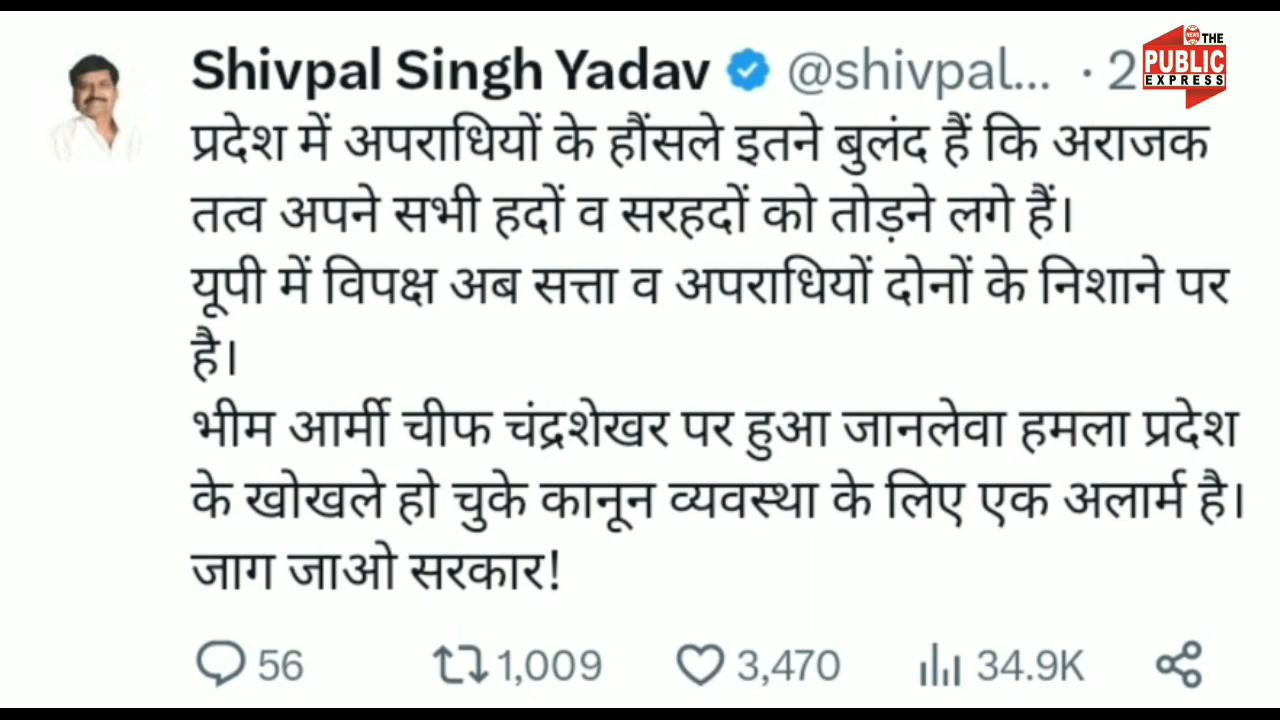 Shivpal Singh Yadav @shivpal... · 2
NEWS THE
PUBLIC
EXPRESS
प्रदेश में अपराधियों के हौंसले इतने बुलंद हैं कि अराजक
तत्व अपने सभी हदों व सरहदों को तोड़ने लगे हैं।
यूपी में विपक्ष अब सत्ता व अपराधियों दोनों के निशाने पर
है।
भीम आर्मी चीफ चंद्रशेखर पर हुआ जानलेवा हमला प्रदेश
के खोखले हो चुके कानून व्यवस्था के लिए एक अलार्म है।
जाग जाओ सरकार!
56 1,009 3,470 34.9K